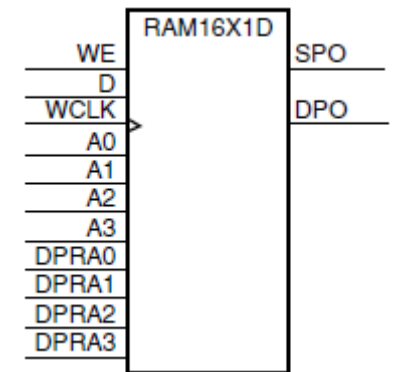 RAM16X1D
WE
SPO
D
WCLK
DPO
A0
A1
A2
A3
DPRA0
DPRA1
DPRA2
DPRA3